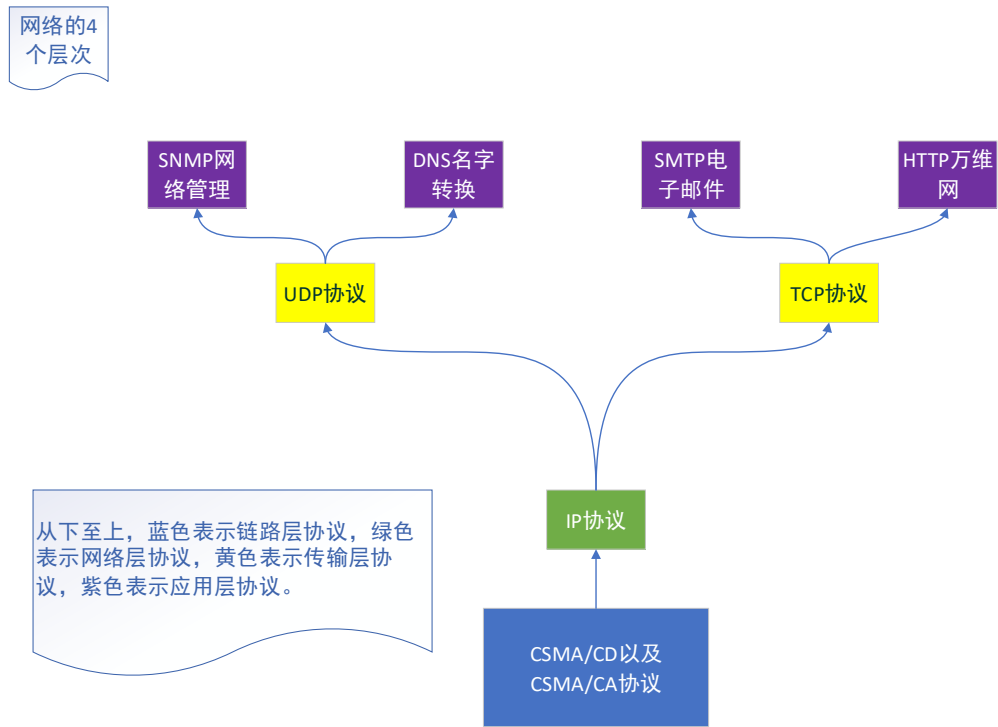 网络的4
个层次
SNMP网
络管理
DNS名字
转换
SMTP电
子邮件
HTTP万维
网
UDP协议
TCP协议
IP协议
从下至上，蓝色表示链路层协议，绿色
表示网络层协议，黄色表示传输层协
议，紫色表示应用层协议。
CSMA/CD以及
CSMA/CA协议